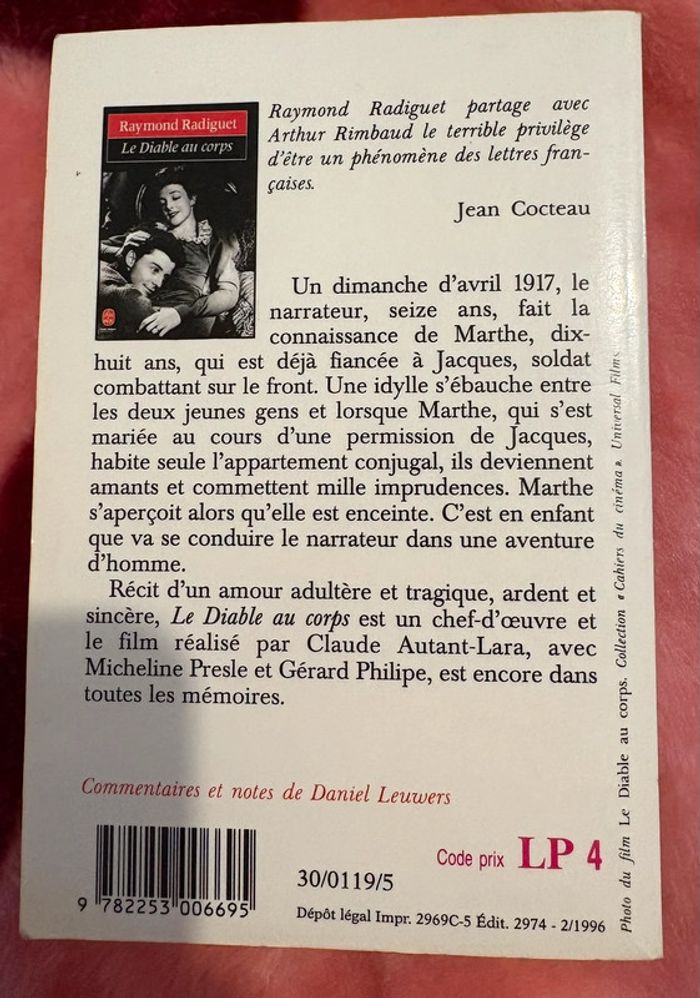 Raymond Radiguet
Le Diable au corps
Raymond Radiguet partage avec
Arthur Rimbaud le terrible privilège
d'être un phénomène des lettres fran-
çaises.
Jean Cocteau
Un dimanche d'avril 1917, le
narrateur, seize ans, fait la
connaissance de Marthe, dix-
huit ans, qui est déjà fiancée à Jacques, soldat
combattant sur le front. Une idylle s'ébauche entre
les deux jeunes gens et lorsque Marthe, qui s'est
mariée au cours d'une permission de Jacques,
habite seule l'appartement conjugal, ils deviennent
amants et commettent mille imprudences. Marthe
s'aperçoit alors qu'elle est enceinte. C'est en enfant
que va se conduire le narrateur dans une aventure
d'homme.
Récit d'un amour adultère et tragique, ardent et
sincère, Le Diable au corps est un chef-d'œuvre et
le film réalisé par Claude Autant-Lara, avec
Micheline Presle et Gérard Philipe, est encore dans
toutes les mémoires.
Commentaires et notes de Daniel Leuwers
9 782253 006695
30/0119/5
Code prix LP 4
Dépôt légal Impr. 2969C-5 Édit. 2974 - 2/1996
Photo du film Le Diable au corps. Collection « Cahiers du cinéma ». Universal Films.